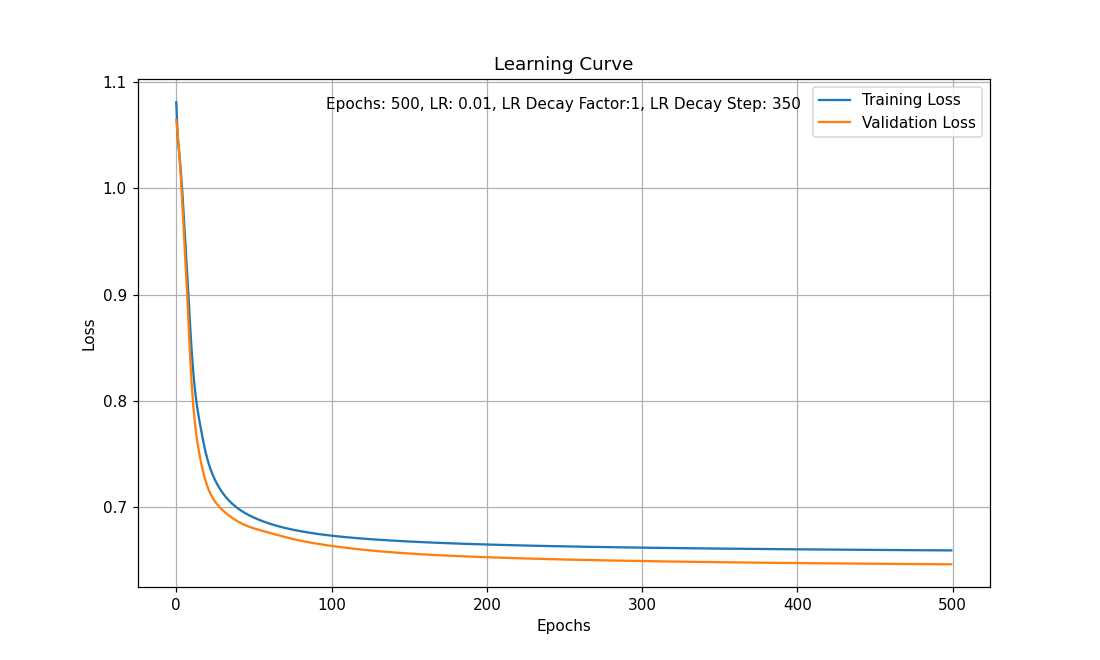 Learning Curve
Epochs: 500, LR: 0.01, LR Decay Factor:1, LR Decay Step: 350
Training Loss
Validation Loss
1.1
1.0
0.9
0.8
0.7
Loss
0
100
200
300
400
500
Epochs